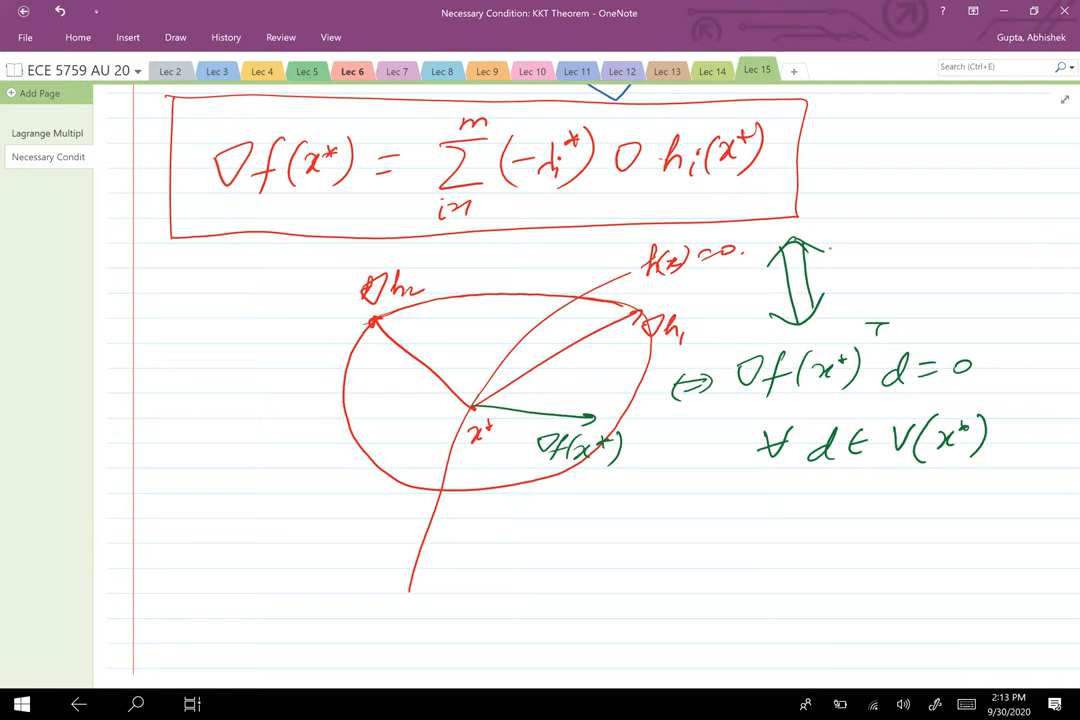 Necessary Condition: KKT Theorem - OneNote
?
File
Home
Insert
Draw
History
Review
View
Gupta, Abhishek
ECE 5759 AU 20
Lec 2
Lec 3
Lec 4
Lec 5
Lec 6
Lec 7
Lec 8
Lec 9
Lec 10
Lec 11
Lec 12
Lec 13
Lec 14
Lec 15
+
Search (Ctrl+E)
Add Page
Lagrange Multipl
Necessary Condit
∇f(x*) = m∑i=1 (-λi*) ∇hi(x*)
h(x)=0.
∇h2
∇h1
x*
∇f(x*)
⇔ ∇f(x*)ᵀ d = 0
∀ d ∈ V(x*)
2:13 PM
9/30/2020